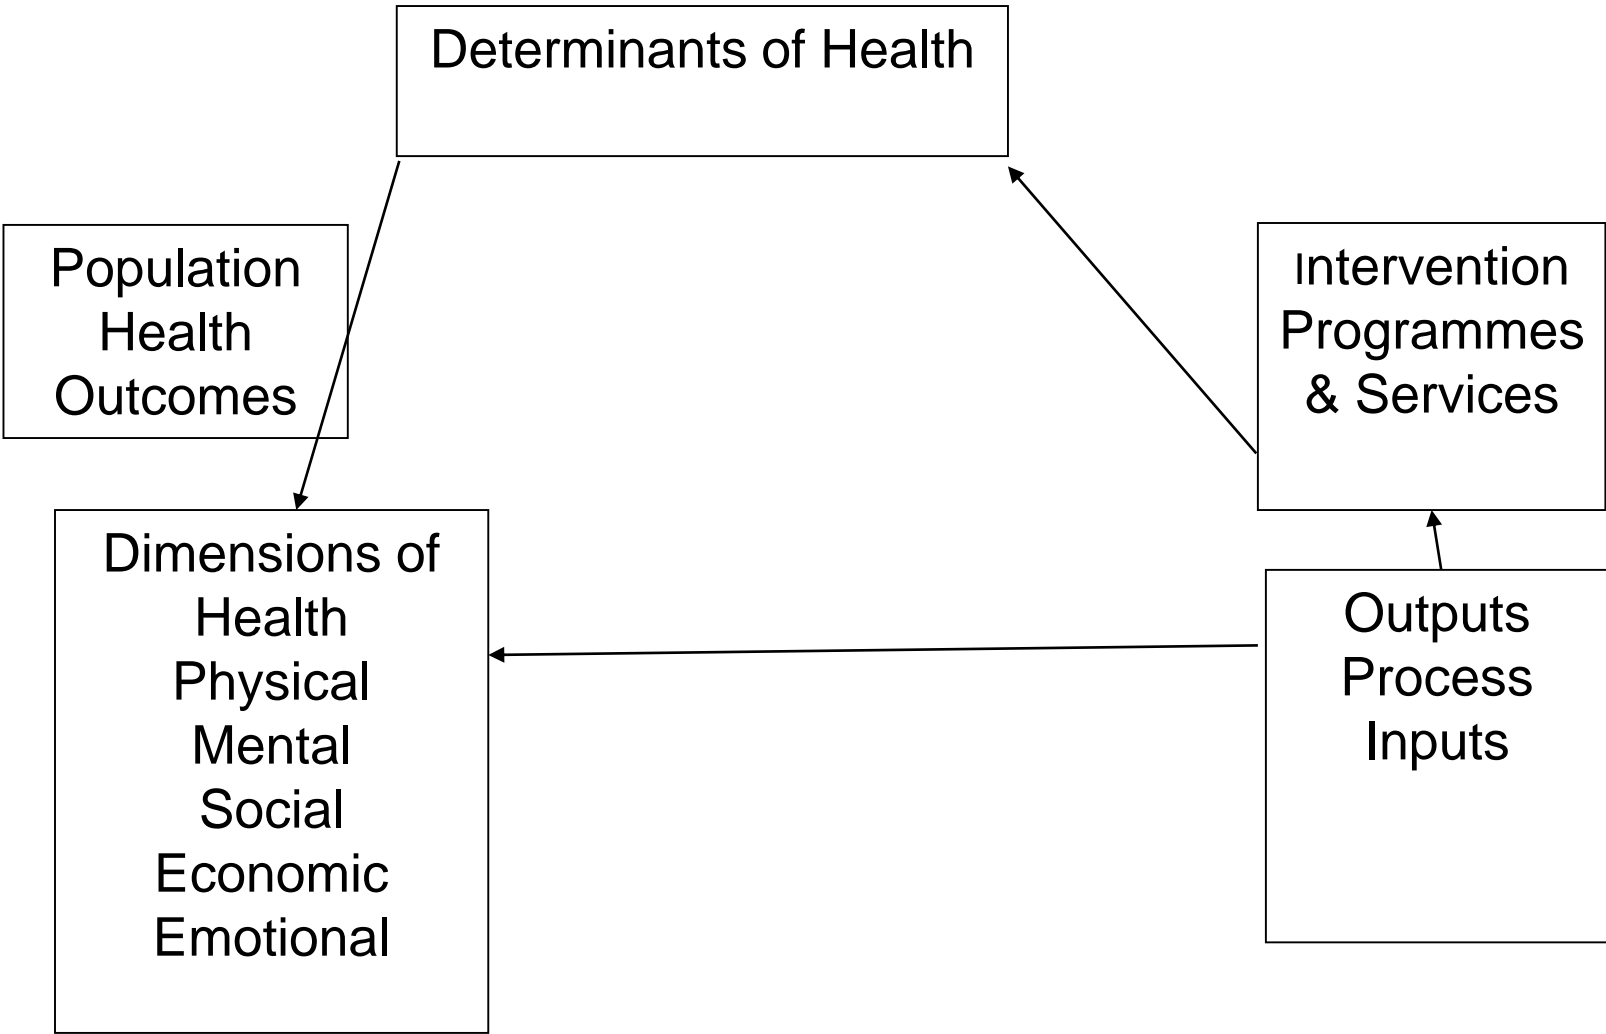 Determinants of Health
Population
Health
Outcomes
Intervention
Programmes
& Services
Dimensions of
Health
Physical
Mental
Social
Economic
Emotional
Outputs
Process
Inputs